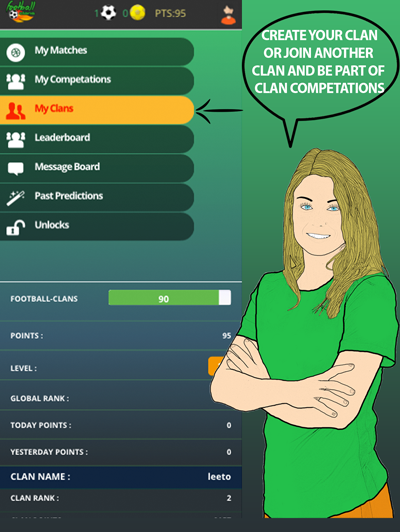 football
1 0 PTS:95
CREATE YOUR CLAN
OR JOIN ANOTHER
CLAN AND BE PART OF
CLAN COMPETATIONS
My Matches
My Competations
My Clans
Leaderboard
Message Board
Past Predictions
Unlocks
FOOTBALL-CLANS 90
POINTS : 95
LEVEL :
GLOBAL RANK :
TODAY POINTS : 0
YESTERDAY POINTS : 0
CLAN NAME : leeto
CLAN RANK : 2